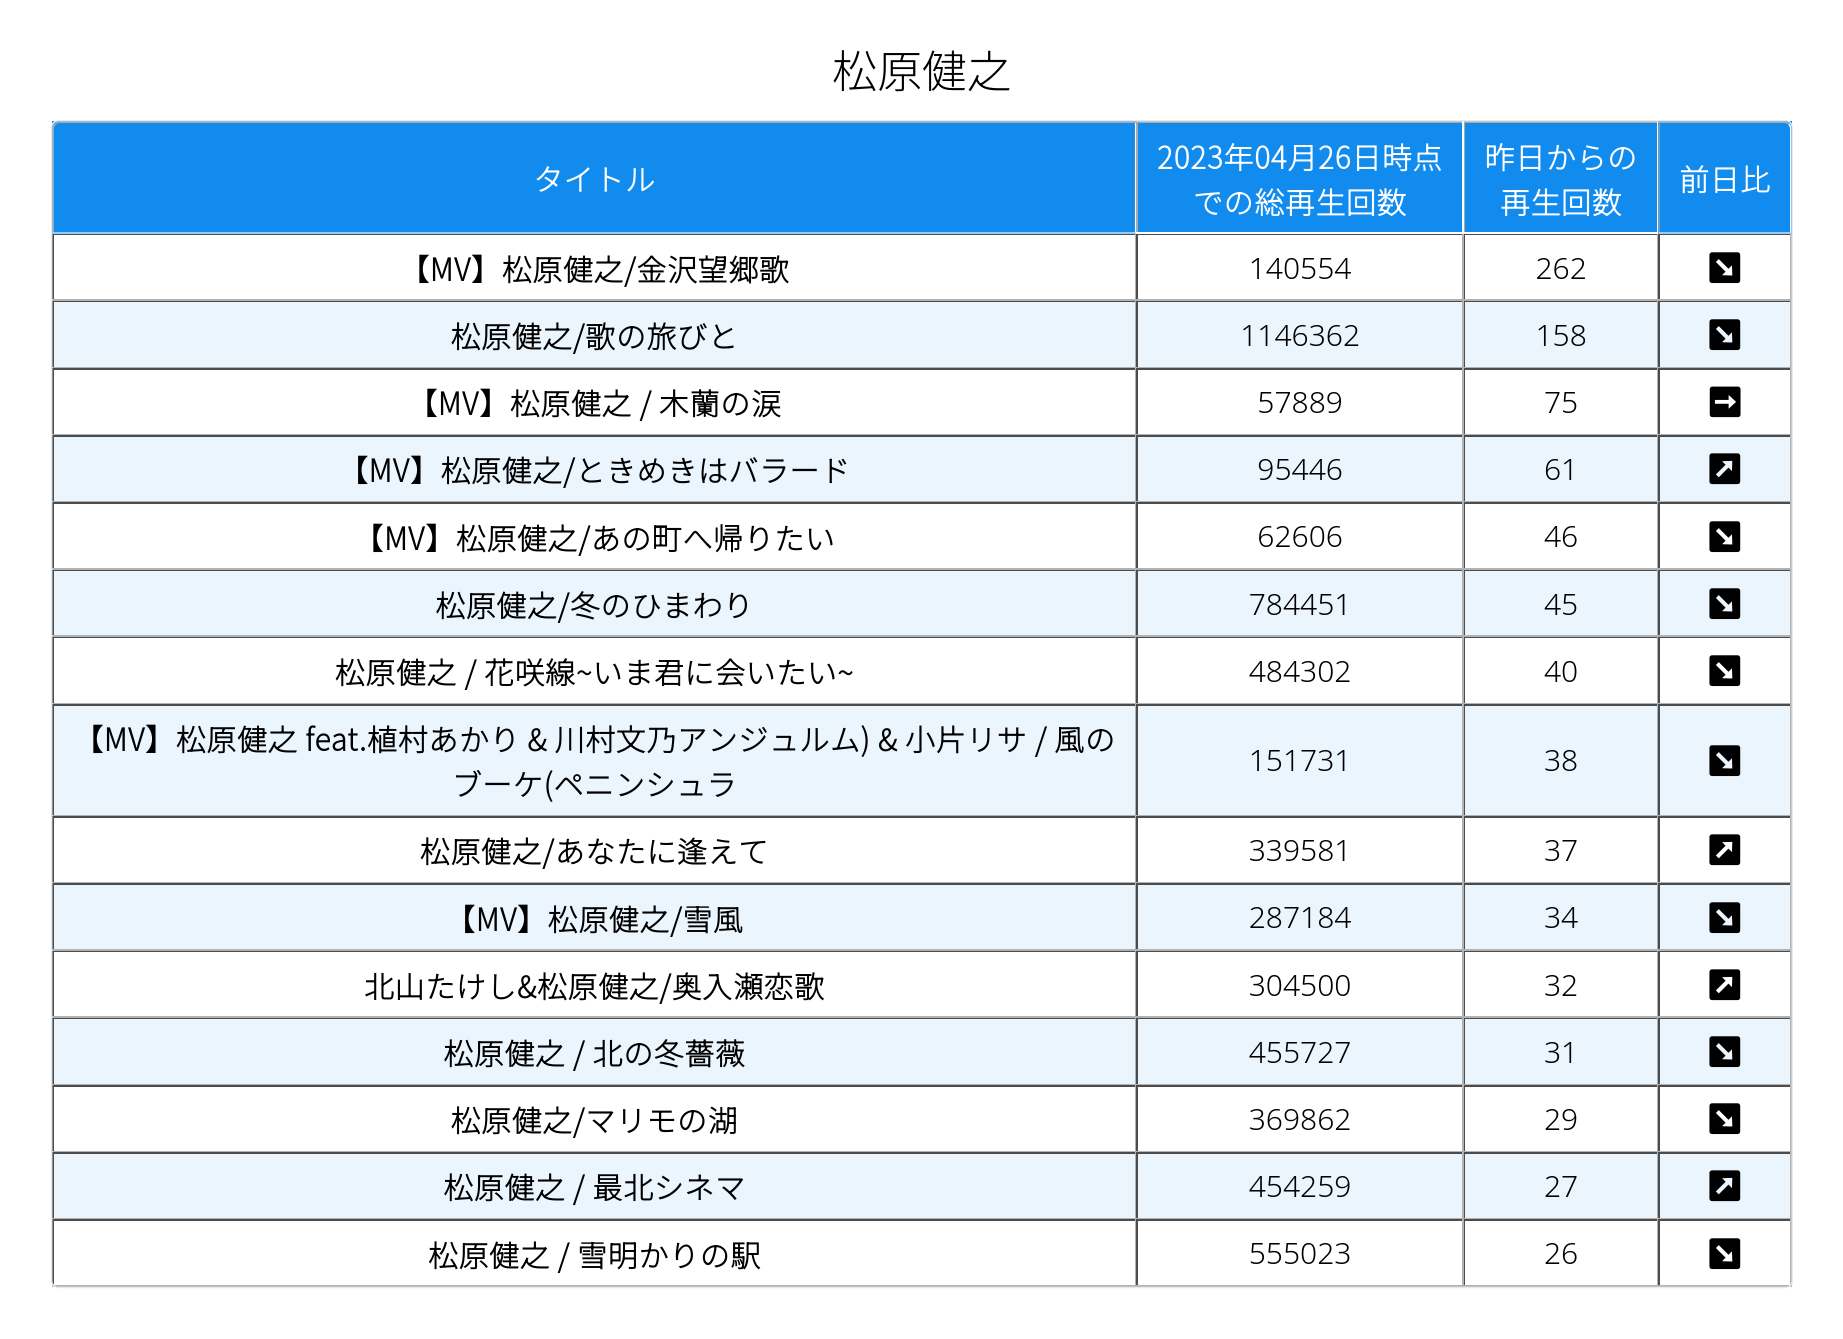 松原健之
タイトル
2023年04月26日時点
での総再生回数
昨日からの
再生回数
前日比
【MV】松原健之/金沢望郷歌 140554 262
松原健之/歌の旅びと 1146362 158
【MV】松原健之 / 木蘭の涙 57889 75
【MV】松原健之/ときめきはバラード 95446 61
【MV】松原健之/あの町へ帰りたい 62606 46
松原健之/冬のひまわり 784451 45
松原健之 / 花咲線~いま君に会いたい~ 484302 40
【MV】松原健之 feat.植村あかり & 川村文乃アンジュルム) & 小片リサ / 風の
ブーケ(ペニンシュラ 151731 38
松原健之/あなたに逢えて 339581 37
【MV】松原健之/雪風 287184 34
北山たけし&松原健之/奥入瀬恋歌 304500 32
松原健之 / 北の冬薔薇 455727 31
松原健之/マリモの湖 369862 29
松原健之 / 最北シネマ 454259 27
松原健之 / 雪明かりの駅 555023 26